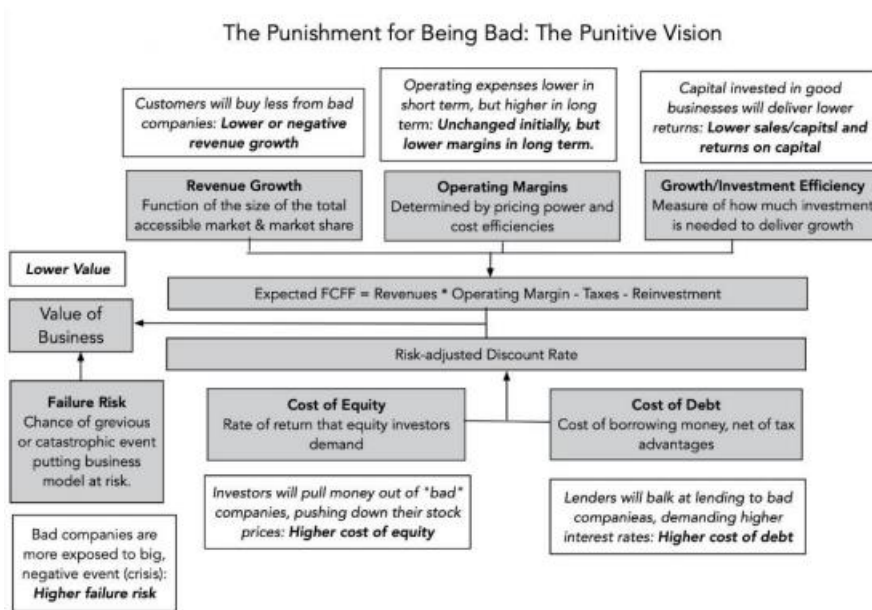 The Punishment for Being Bad: The Punitive Vision
Customers will buy less from bad
companies: Lower or negative
revenue growth
Operating expenses lower in
short term, but higher in long
term: Unchanged initially, but
lower margins in long term.
Capital invested in good
businesses will deliver lower
returns: Lower sales/capitsl and
returns on capital
Revenue Growth
Function of the size of the total
accessible market & market share
Operating Margins
Determined by pricing power and
cost efficiencies
Growth/Investment Efficiency
Measure of how much investment
is needed to deliver growth
Lower Value
Expected FCFF = Revenues * Operating Margin - Taxes - Reinvestment
Value of
Business
Risk-adjusted Discount Rate
Failure Risk
Chance of grevious
or catastrophic event
putting business
model at risk.
Cost of Equity
Rate of return that equity investors
demand
Cost of Debt
Cost of borrowing money, net of tax
advantages
Investors will pull money out of "bad"
companies, pushing down their stock
prices: Higher cost of equity
Lenders will balk at lending to bad
companieas, demanding higher
interest rates: Higher cost of debt
Bad companies are
more exposed to big,
negative event (crisis):
Higher failure risk